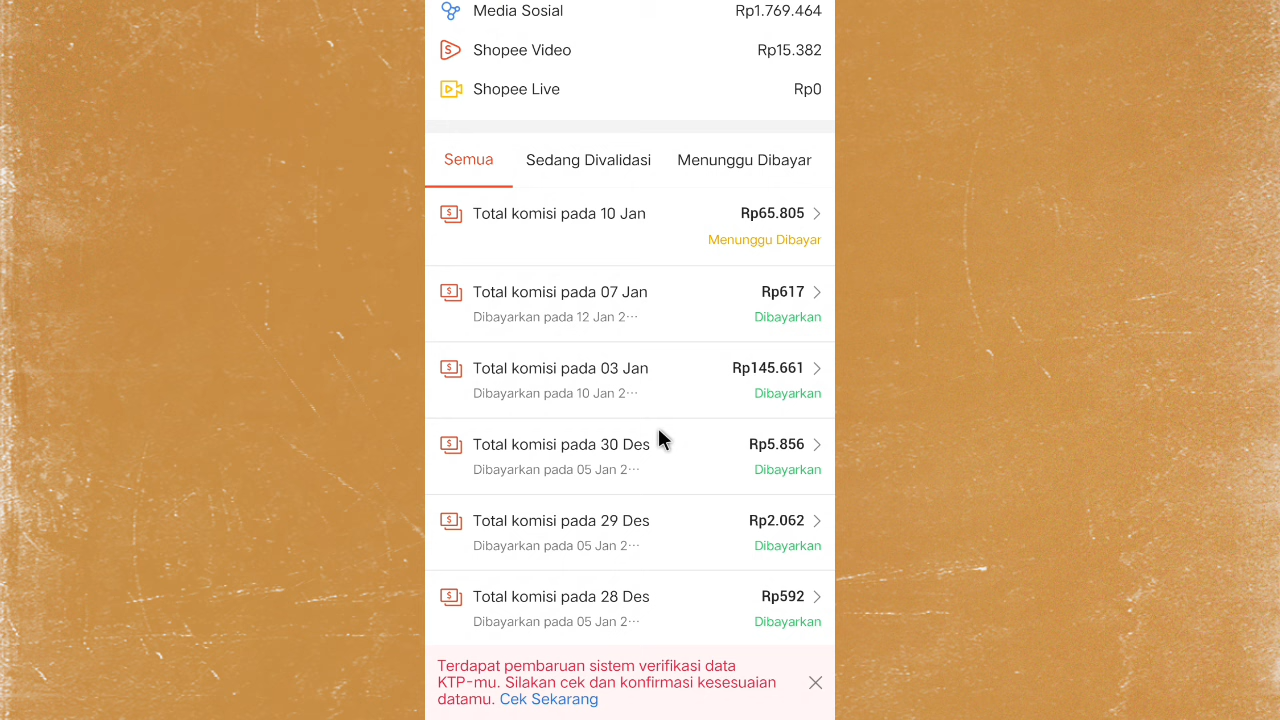 Media Sosial Rp1.769.464
Shopee Video Rp15.382
Shopee Live Rp0
Semua Sedang Divalidasi Menunggu Dibayar
Total komisi pada 10 Jan Rp65.805
Menunggu Dibayar
Total komisi pada 07 Jan Rp617
Dibayarkan pada 12 Jan 2··· Dibayarkan
Total komisi pada 03 Jan Rp145.661
Dibayarkan pada 10 Jan 2··· Dibayarkan
Total komisi pada 30 Des Rp5.856
Dibayarkan pada 05 Jan 2··· Dibayarkan
Total komisi pada 29 Des Rp2.062
Dibayarkan pada 05 Jan 2··· Dibayarkan
Total komisi pada 28 Des Rp592
Dibayarkan pada 05 Jan 2··· Dibayarkan
Terdapat pembaruan sistem verifikasi data
KTP-mu. Silakan cek dan konfirmasi kesesuaian
datamu. Cek Sekarang